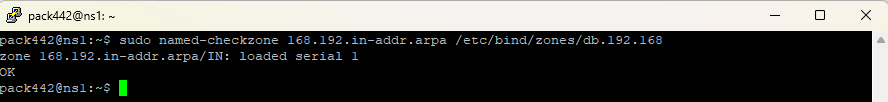 pack442@ns1: ~
pack442@ns1:~$ sudo named-checkzone 168.192.in-addr.arpa /etc/bind/zones/db.192.168
zone 168.192.in-addr.arpa/IN: loaded serial 1
OK
pack442@ns1:~$